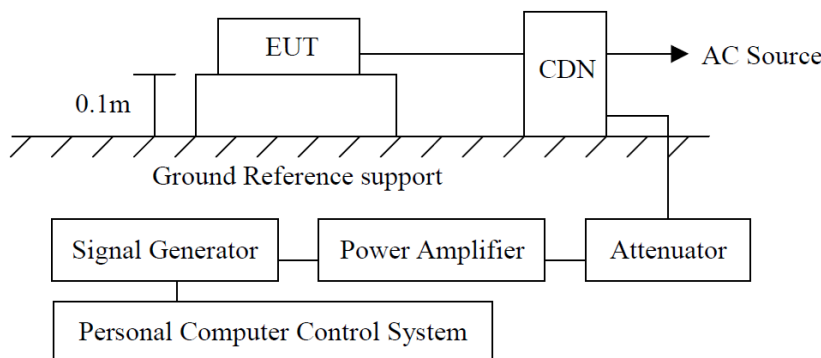 EUT
CDN
AC Source
0.1m
Ground Reference support
Signal Generator
Power Amplifier
Attenuator
Personal Computer Control System